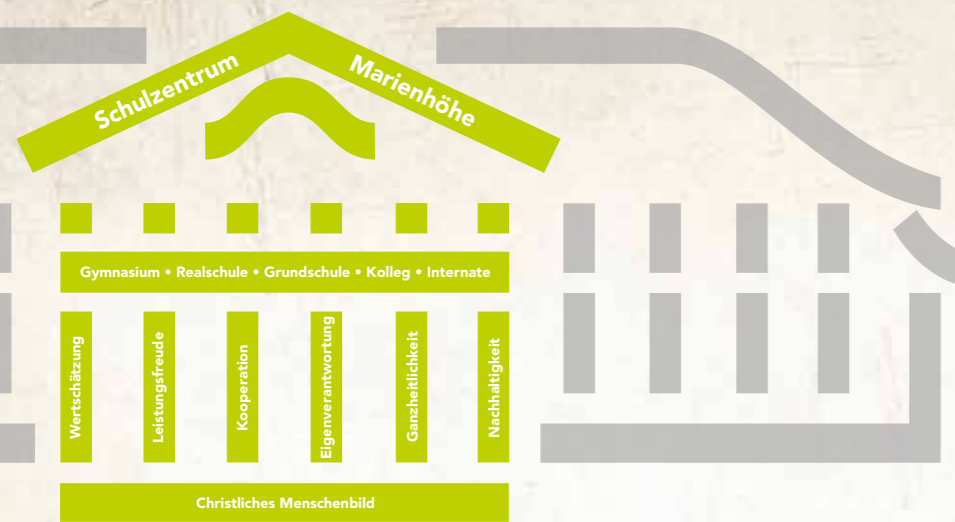 Schulzentrum
Marienhöhe
Gymnasium • Realschule • Grundschule • Kolleg • Internate
Wertschätzung
Leistungsfreude
Kooperation
Eigenverantwortung
Ganzheitlichkeit
Nachhaltigkeit
Christliches Menschenbild